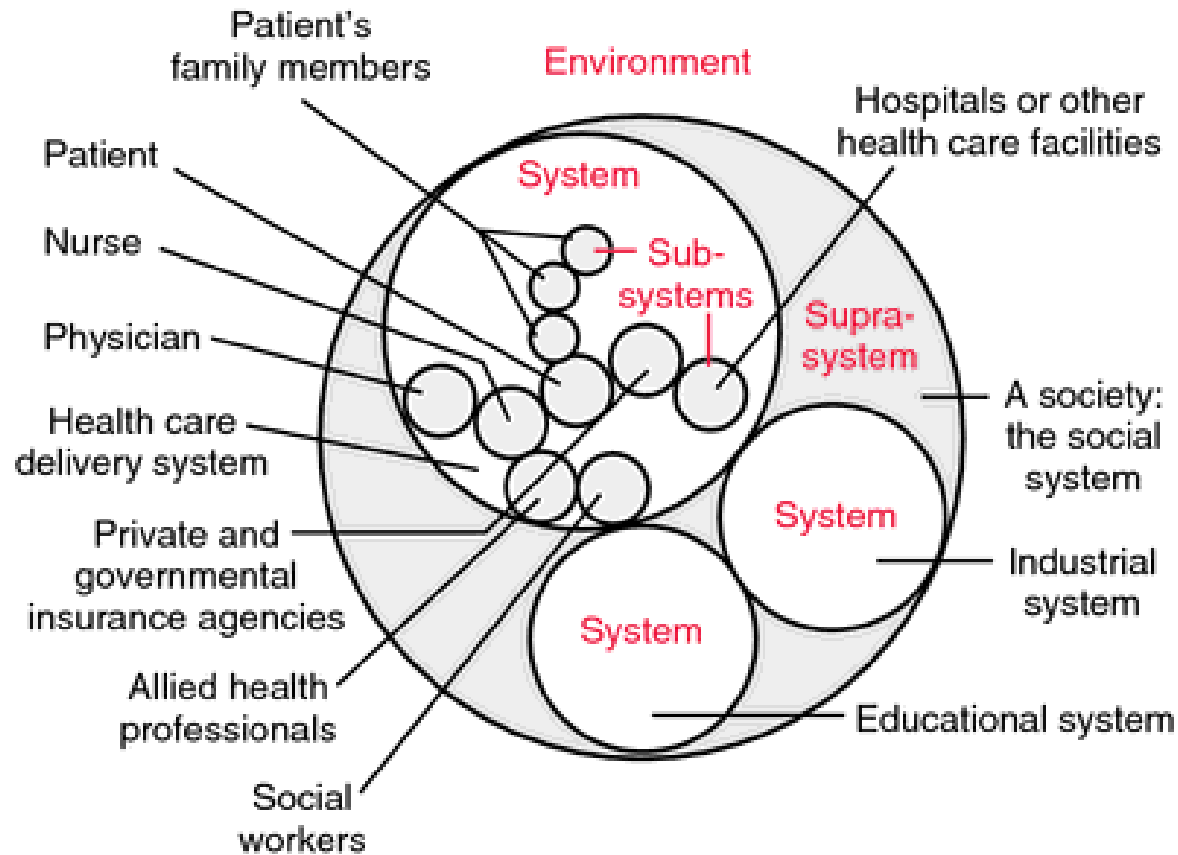 Patient's
family members
Environment
Hospitals or other
health care facilities
Patient
System
Nurse
Sub-
systems
Physician
Supra-
system
A society:
the social
system
Health care
delivery system
System
Private and
governmental
insurance agencies
Industrial
system
System
Allied health
professionals
Educational system
Social
workers